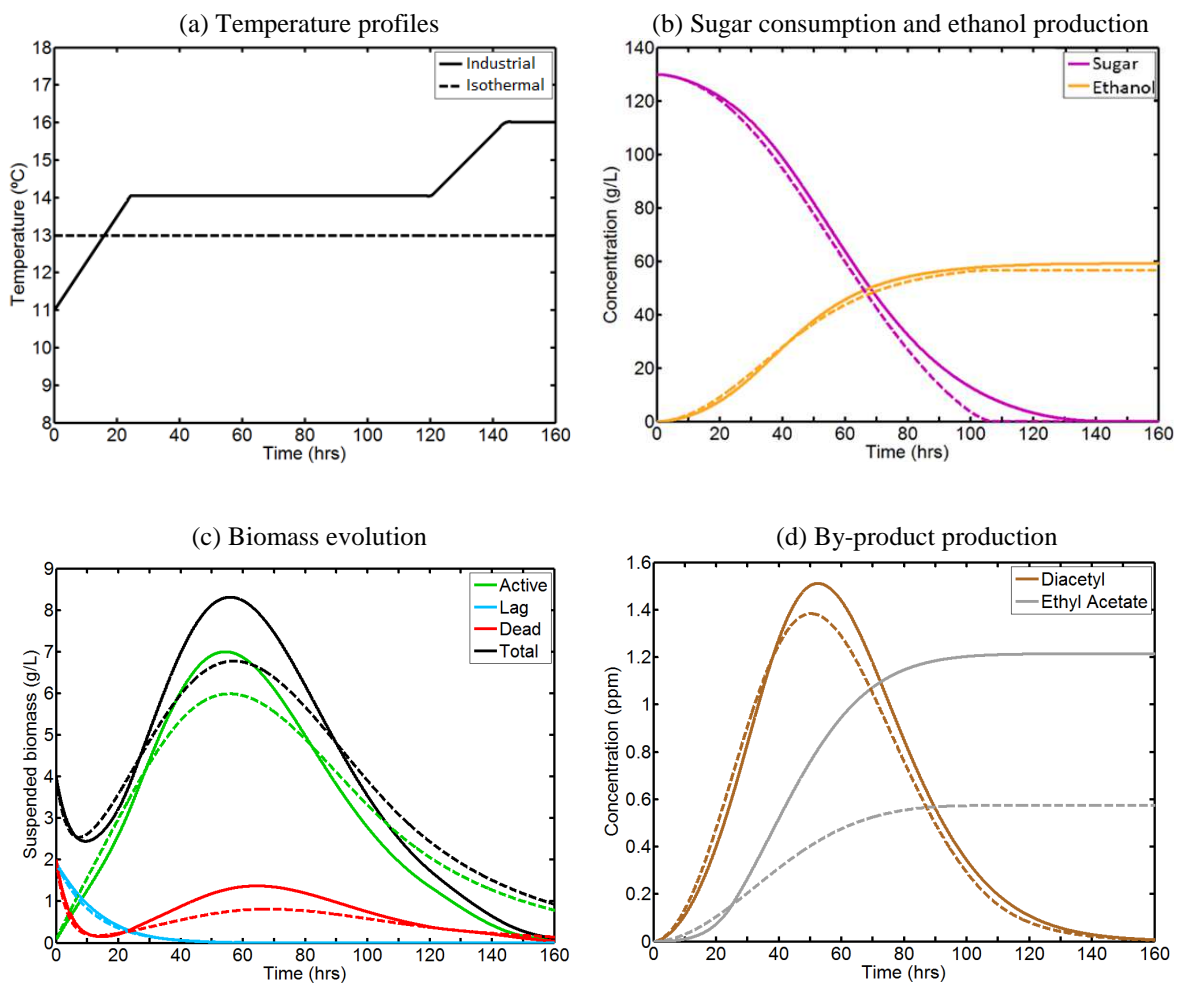 (a) Temperature profiles
18
17
16
15
14
13
12
11
10
9
8
Temperature (ºC)
Industrial
Isothermal
0 20 40 60 80 100 120 140 160
Time (hrs)
(b) Sugar consumption and ethanol production
140
120
100
80
60
40
20
0
Concentration (g/L)
Sugar
Ethanol
0 20 40 60 80 100 120 140 160
Time (hrs)
(c) Biomass evolution
9
8
7
6
5
4
3
2
1
0
Suspended biomass (g/L)
Active
Lag
Dead
Total
0 20 40 60 80 100 120 140 160
Time (hrs)
(d) By-product production
1.6
1.4
1.2
1
0.8
0.6
0.4
0.2
0
Concentration (ppm)
Diacetyl
Ethyl Acetate
0 20 40 60 80 100 120 140 160
Time (hrs)